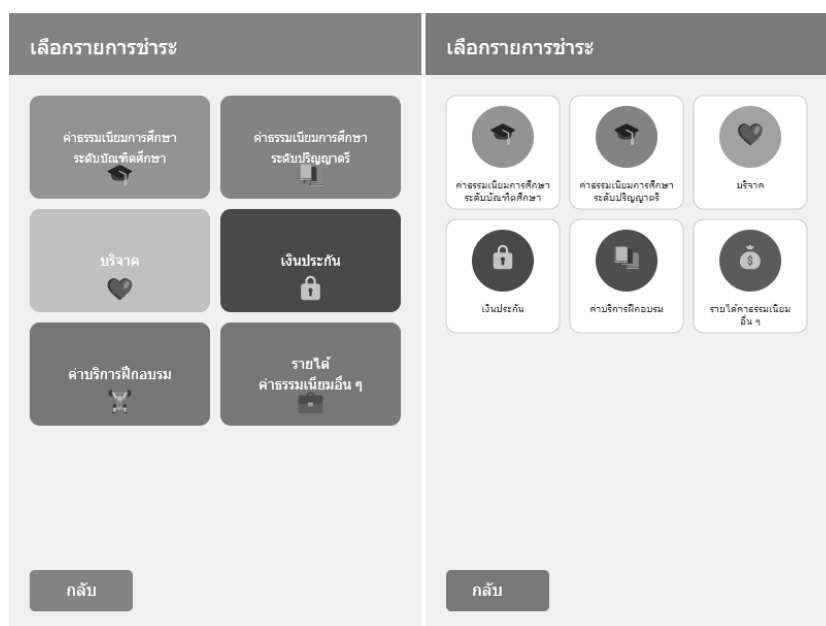 เลือกรายการชำระ
ค่าธรรมเนียมการศึกษา
ระดับบัณฑิตศึกษา
ค่าธรรมเนียมการศึกษา
ระดับปริญญาตรี
บริจาค
เงินประกัน
ค่าบริการฝึกอบรม
รายได้
ค่าธรรมเนียมอื่น ๆ
กลับ
เลือกรายการชำระ
ค่าธรรมเนียมการศึกษา
ระดับบัณฑิตศึกษา
ค่าธรรมเนียมการศึกษา
ระดับปริญญาตรี
บริจาค
เงินประกัน
ค่าบริการฝึกอบรม
รายได้ค่าธรรมเนียม
อื่น ๆ
กลับ